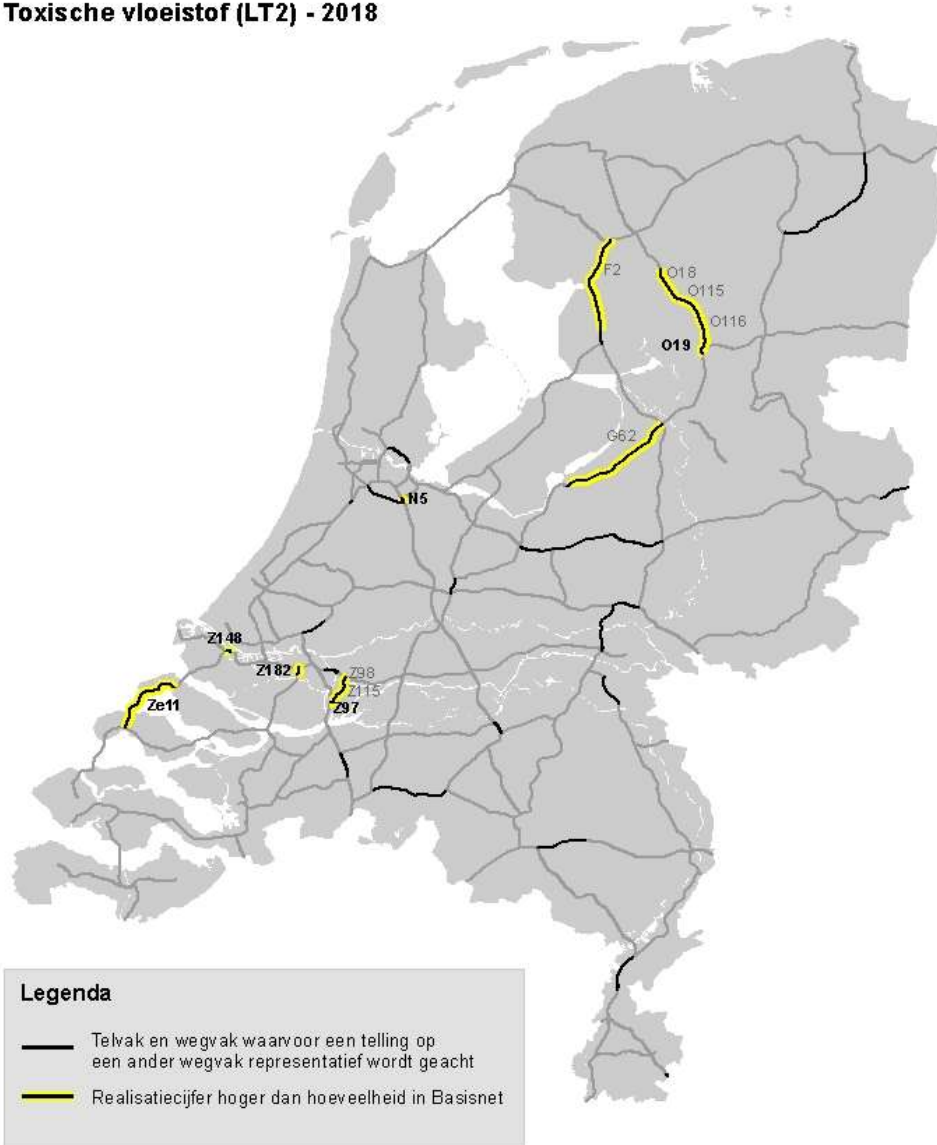 Toxische vloeistof (LT2) - 2018
F2
O18
O115
O116
O19
G62
N5
Z148
Z182
Z98
Z115
Z97
Ze11
Legenda
Telvak en wegvak waarvoor een telling op
een ander wegvak representatief wordt geacht
Realisatiecijfer hoger dan hoeveelheid in Basisnet